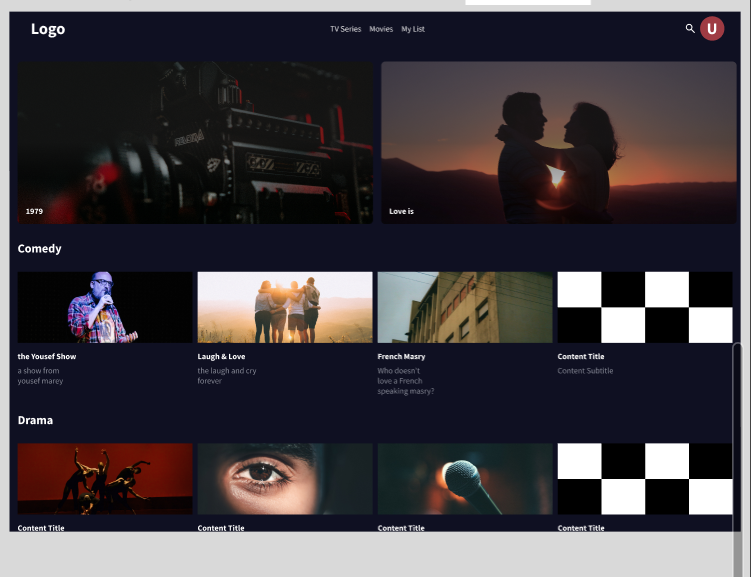 Logo
TV Series Movies My List
U
1979
Love is
Comedy
the Yousef Show
a show from
yousef marey
Laugh & Love
the laugh and cry
forever
French Masry
Who doesn't
love a French
speaking masry?
Content Title
Content Subtitle
Drama
Content Title
Content Title
Content Title
Content Title